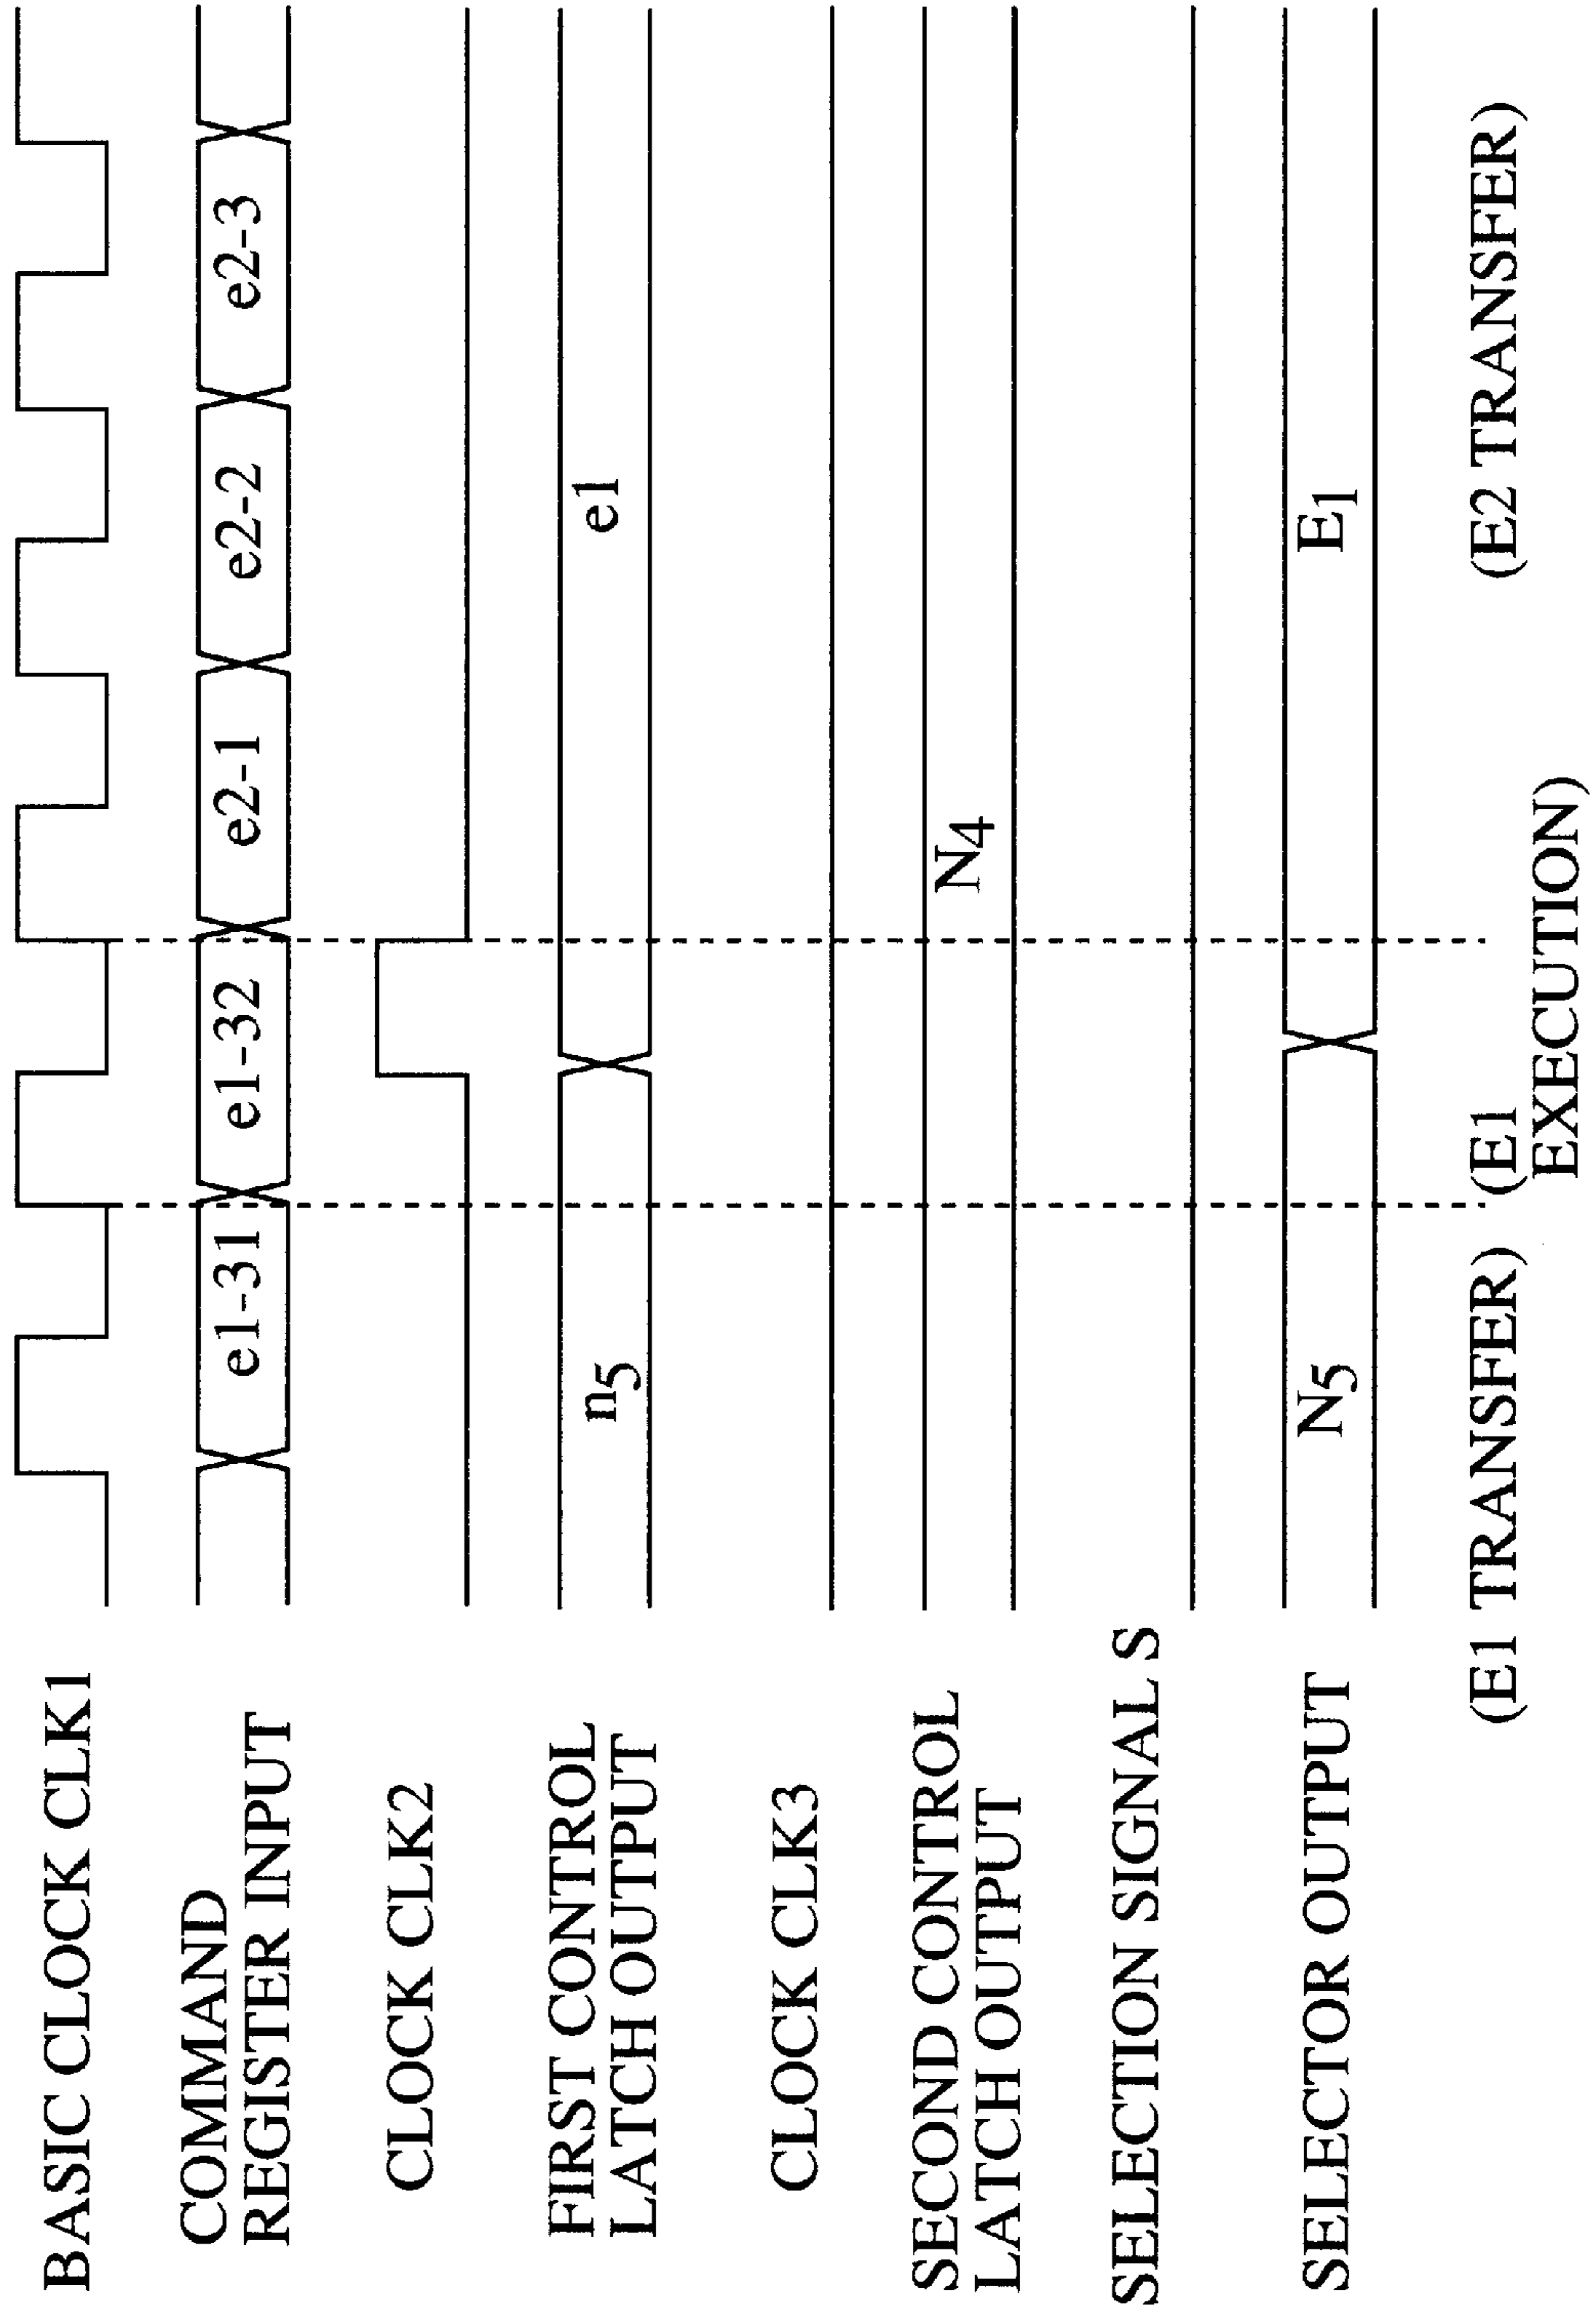 BASIC CLOCK CLK1
COMMAND
REGISTER INPUT
e1-31
e1-32
e2-1
e2-2
e2-3
CLOCK CLK2
FIRST CONTROL
LATCH OUTPUT
n5
e1
CLOCK CLK3
SECOND CONTROL
LATCH OUTPUT
N4
SELECTION SIGNAL S
SELECTOR OUTPUT
N5
E1
(E1 TRANSFER)
(E1
EXECUTION)
(E2 TRANSFER)